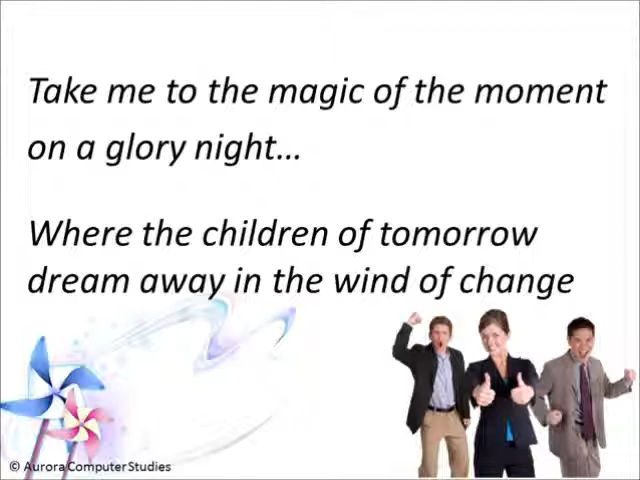 Take me to the magic of the moment
on a glory night...
Where the children of tomorrow
dream away in the wind of change
© Aurora Computer Studies